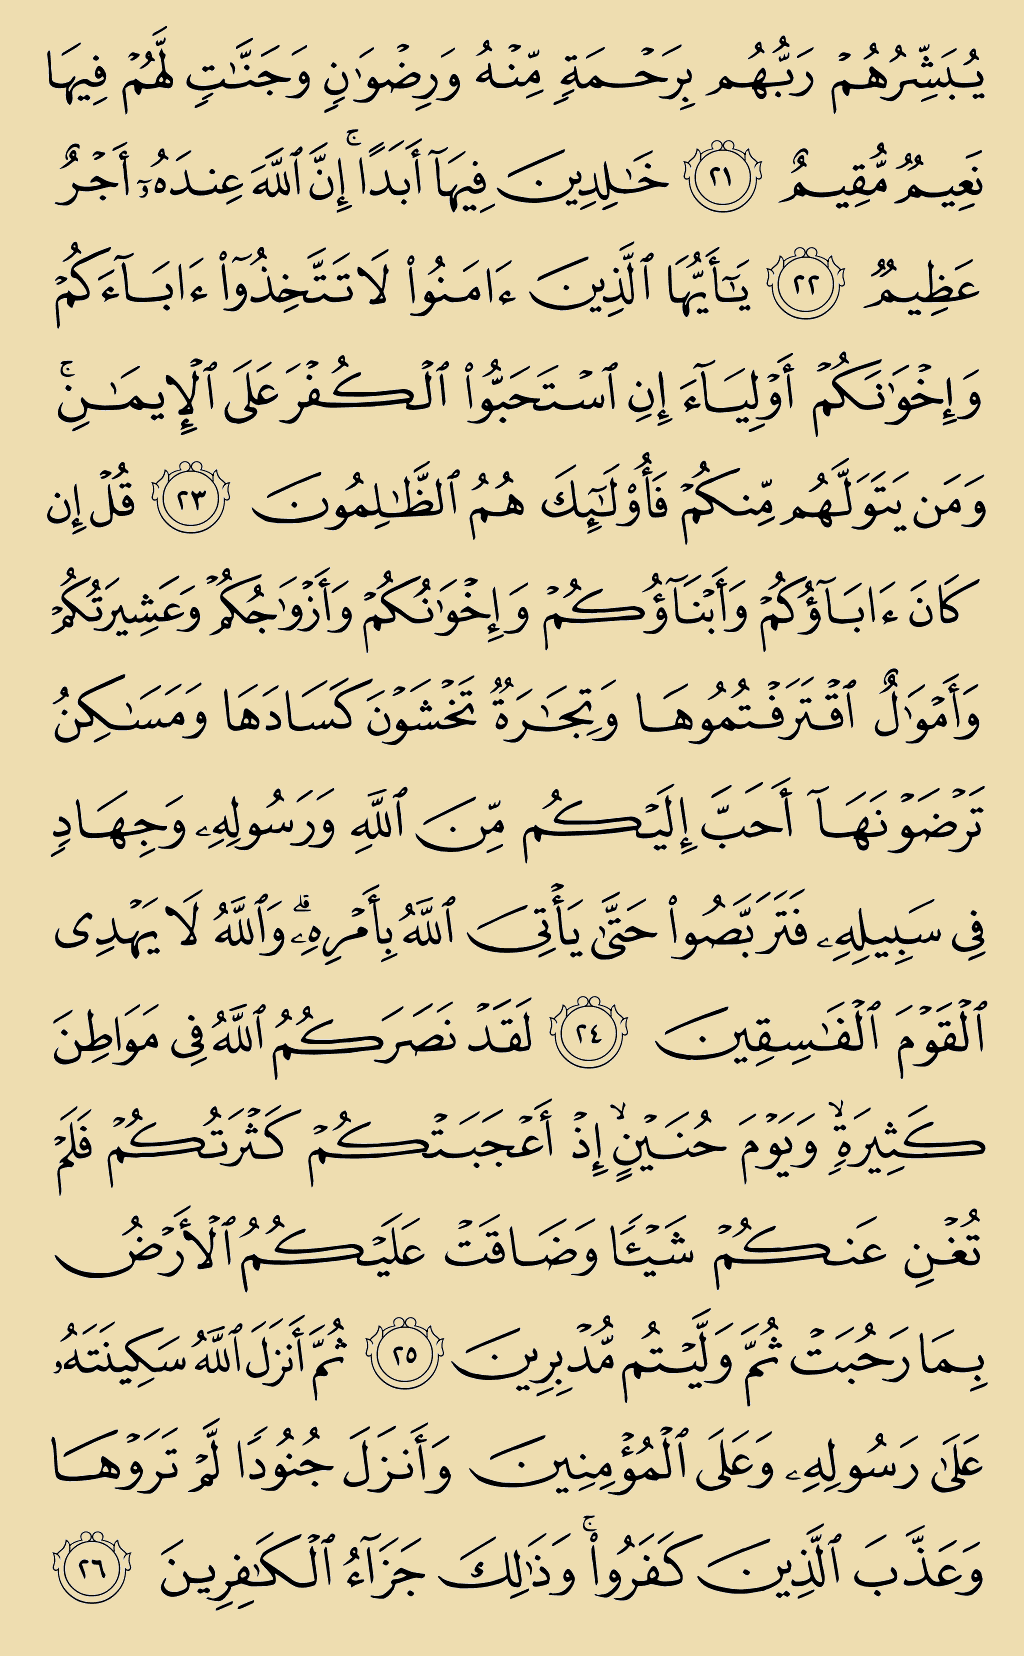 يُبَشِّرُهُمۡ رَبُّهُم بِرَحۡمَةٖ مِّنۡهُ وَرِضۡوَٰنٖ وَجَنَّٰتٖ لَّهُمۡ فِيهَا
نَعِيمٞ مُّقِيمٌ ٢١ خَٰلِدِينَ فِيهَآ أَبَدًاۚ إِنَّ ٱللَّهَ عِندَهُۥٓ أَجۡرٌ
عَظِيمٞ ٢٢ يَٰٓأَيُّهَا ٱلَّذِينَ ءَامَنُواْ لَا تَتَّخِذُوٓاْ ءَابَآءَكُمۡ
وَإِخۡوَٰنَكُمۡ أَوۡلِيَآءَ إِنِ ٱسۡتَحَبُّواْ ٱلۡكُفۡرَ عَلَى ٱلۡإِيمَٰنِۚ
وَمَن يَتَوَلَّهُم مِّنكُمۡ فَأُوْلَٰٓئِكَ هُمُ ٱلظَّٰلِمُونَ ٢٣ قُلۡ إِن
كَانَ ءَابَآؤُكُمۡ وَأَبۡنَآؤُكُمۡ وَإِخۡوَٰنُكُمۡ وَأَزۡوَٰجُكُمۡ وَعَشِيرَتُكُمۡ
وَأَمۡوَٰلٌ ٱقۡتَرَفۡتُمُوهَا وَتِجَٰرَةٞ تَخۡشَوۡنَ كَسَادَهَا وَمَسَٰكِنُ
تَرۡضَوۡنَهَآ أَحَبَّ إِلَيۡكُم مِّنَ ٱللَّهِ وَرَسُولِهِۦ وَجِهَادٖ
فِي سَبِيلِهِۦ فَتَرَبَّصُواْ حَتَّىٰ يَأۡتِيَ ٱللَّهُ بِأَمۡرِهِۦۗ وَٱللَّهُ لَا يَهۡدِي
ٱلۡقَوۡمَ ٱلۡفَٰسِقِينَ ٢٤ لَقَدۡ نَصَرَكُمُ ٱللَّهُ فِي مَوَاطِنَ
كَثِيرَةٖۙ وَيَوۡمَ حُنَيۡنٍۙ إِذۡ أَعۡجَبَتۡكُمۡ كَثۡرَتُكُمۡ فَلَمۡ
تُغۡنِ عَنكُمۡ شَيۡـٔٗا وَضَاقَتۡ عَلَيۡكُمُ ٱلۡأَرۡضُ
بِمَا رَحُبَتۡ ثُمَّ وَلَّيۡتُم مُّدۡبِرِينَ ٢٥ ثُمَّ أَنزَلَ ٱللَّهُ سَكِينَتَهُۥ
عَلَىٰ رَسُولِهِۦ وَعَلَى ٱلۡمُؤۡمِنِينَ وَأَنزَلَ جُنُودٗا لَّمۡ تَرَوۡهَا
وَعَذَّبَ ٱلَّذِينَ كَفَرُواْۚ وَذَٰلِكَ جَزَآءُ ٱلۡكَٰفِرِينَ ٢٦